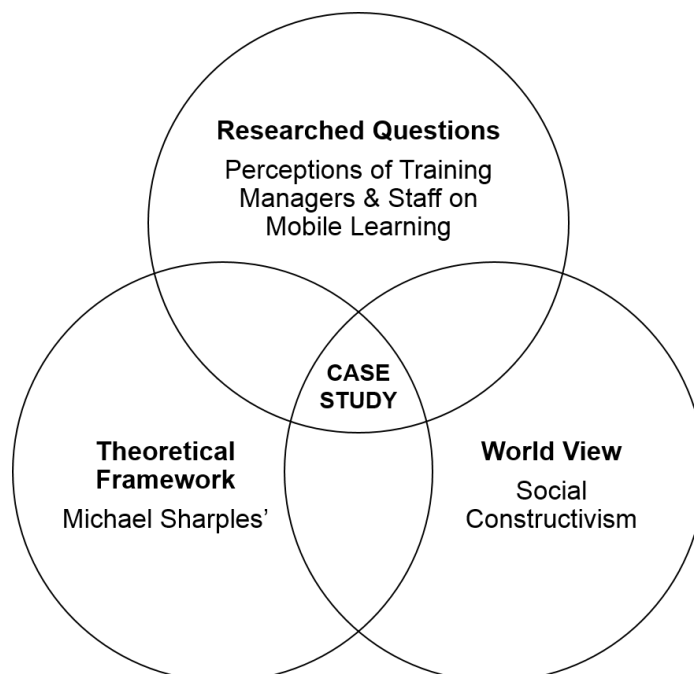 Researched Questions
Perceptions of Training
Managers & Staff on
Mobile Learning
CASE
STUDY
Theoretical
Framework
Michael Sharples’
World View
Social
Constructivism